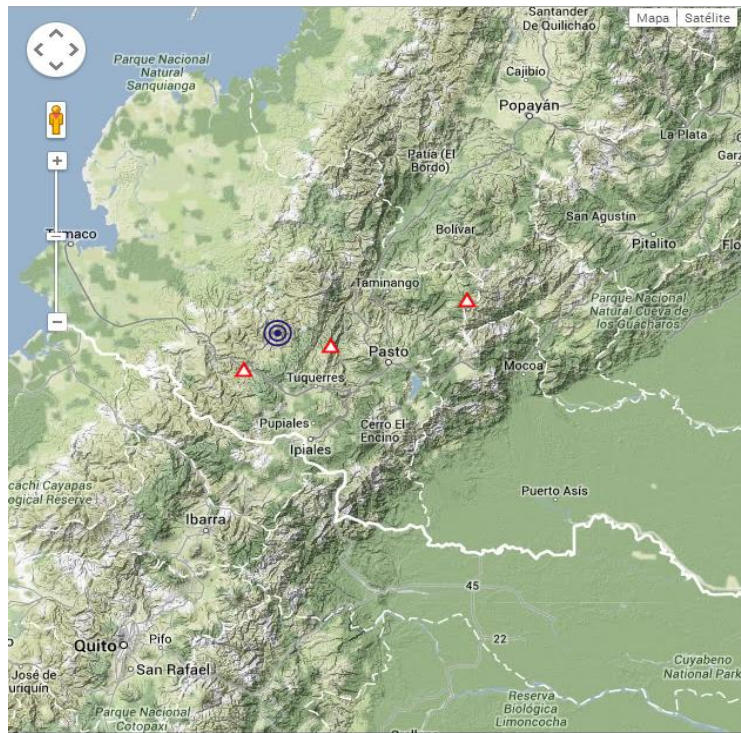 Santander
De Quilichao
Mapa
Satélite
Parque Nacional
Natural
Sanquianga
Cajibío
Popayán
La Plata
Patía (El
Bordo)
San Agustín
Bolívar
Pitalito
Taminango
Parque Nacional
Natural Cueva de
los Guácharos
Pasto
Mocoa
Tuquerres
Pupiales
Cerro El
Encino
Ipiales
Puerto Asís
Ibarra
45
22
Quito
Pifo
San Rafael
Cuyabeno
National Park
Reserva
Biológica
Limoncocha
Parque Nacional
Cotopaxi